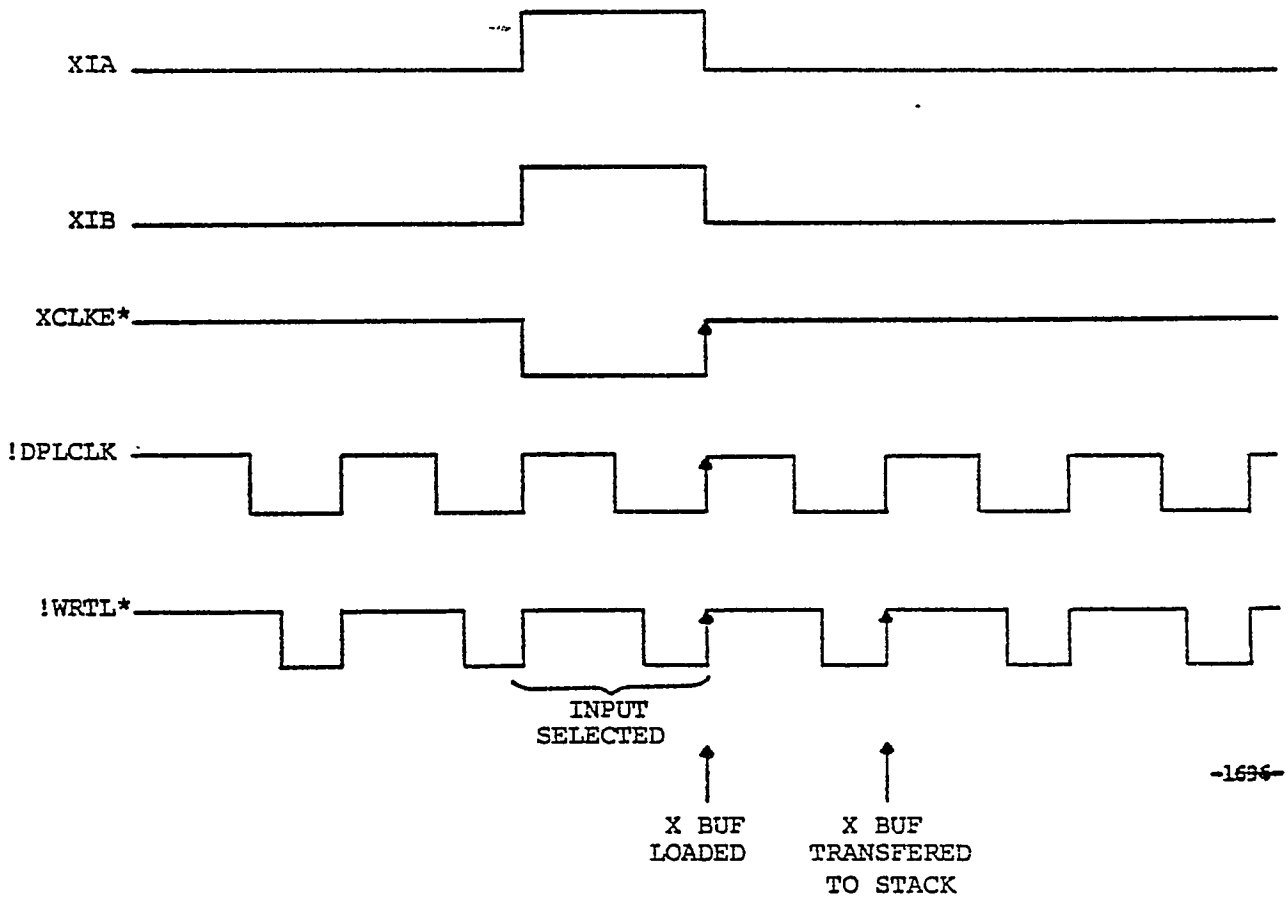 XIA
XIB
XCLKE*
!DPLCLK
!WRTL*
INPUT
SELECTED
X BUF
LOADED
X BUF
TRANSFERED
TO STACK
-1636-